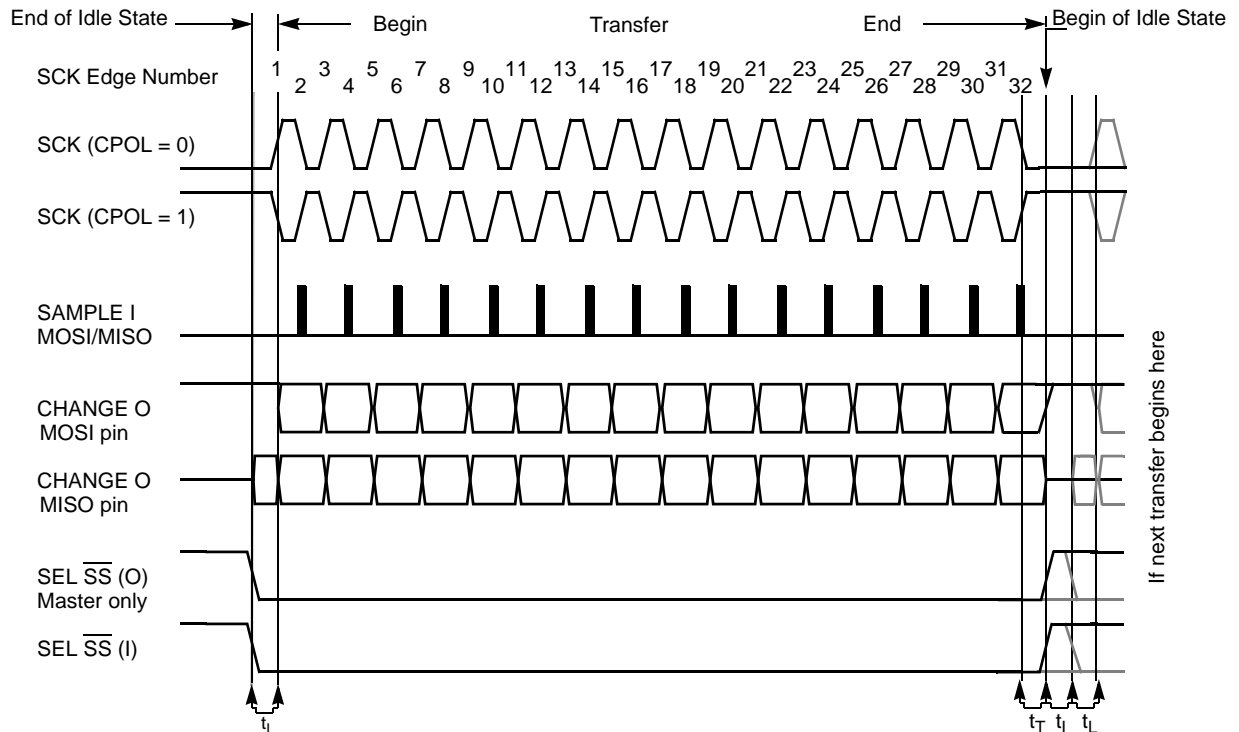 End of Idle State
Begin
Transfer
End
Begin of Idle State
SCK Edge Number
1 3 5 7 9 11 13 15 17 19 21 23 25 27 29 31
2 4 6 8 10 12 14 16 18 20 22 24 26 28 30 32
SCK (CPOL = 0)
SCK (CPOL = 1)
SAMPLE I
MOSI/MISO
CHANGE O
MOSI pin
CHANGE O
MISO pin
SEL SS (O)
Master only
SEL SS (I)
If next transfer begins here
tL
tT tI tL